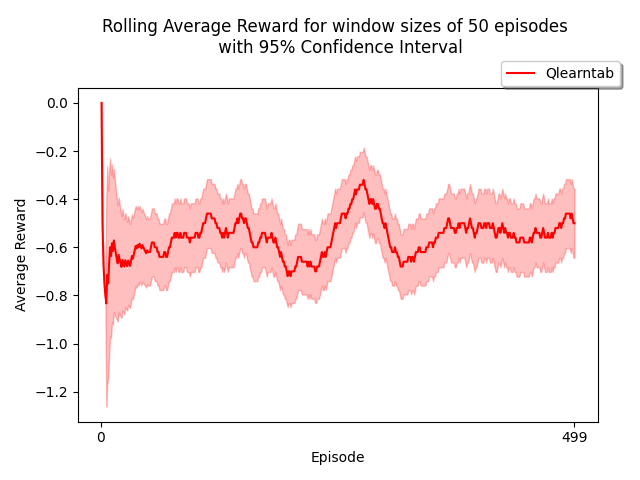 Rolling Average Reward for window sizes of 50 episodes
with 95% Confidence Interval
Qlearntab
0.0
−0.2
−0.4
−0.6
−0.8
−1.0
−1.2
Average Reward
0 499
Episode